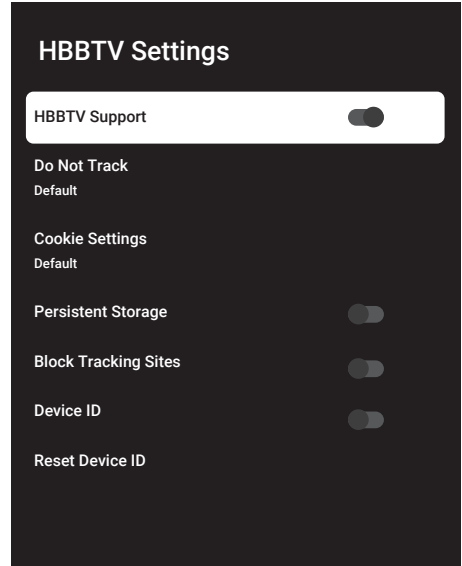 HBBTV Settings
HBBTV Support
Do Not Track
Default
Cookie Settings
Default
Persistent Storage
Block Tracking Sites
Device ID
Reset Device ID